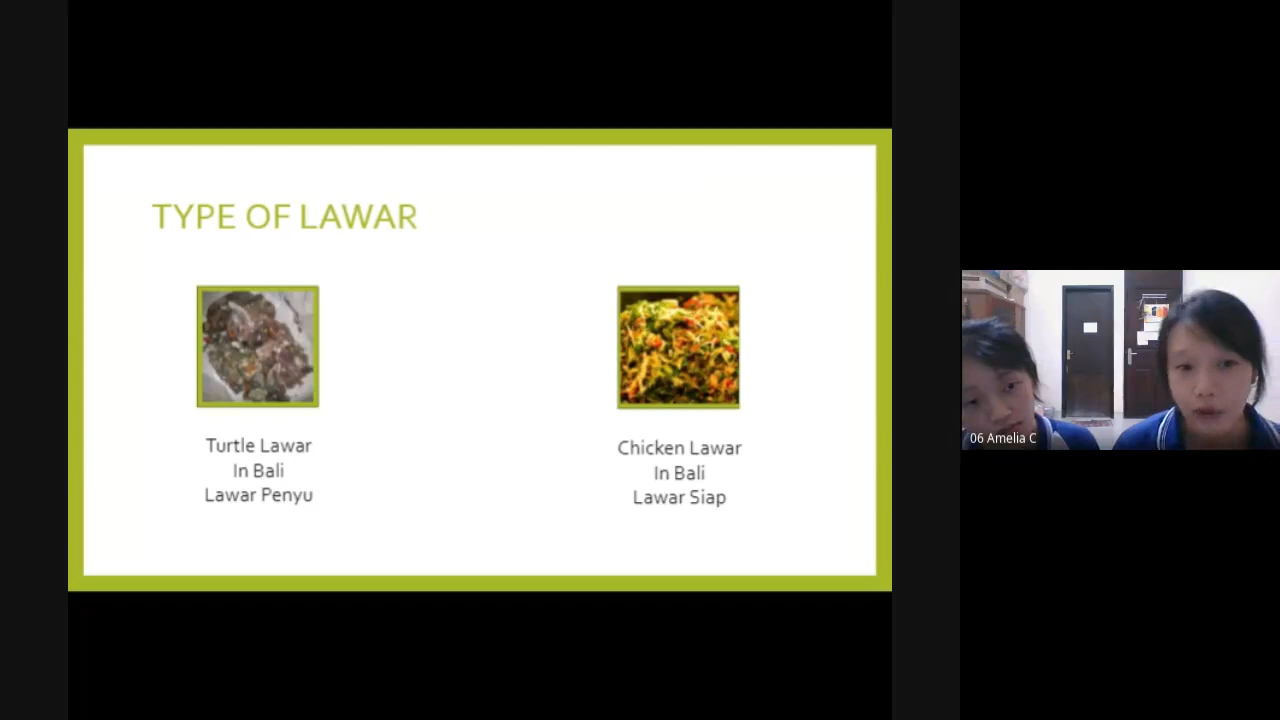 TYPE OF LAWAR
Turtle Lawar
In Bali
Lawar Penyu
Chicken Lawar
In Bali
Lawar Siap
06 Amelia C